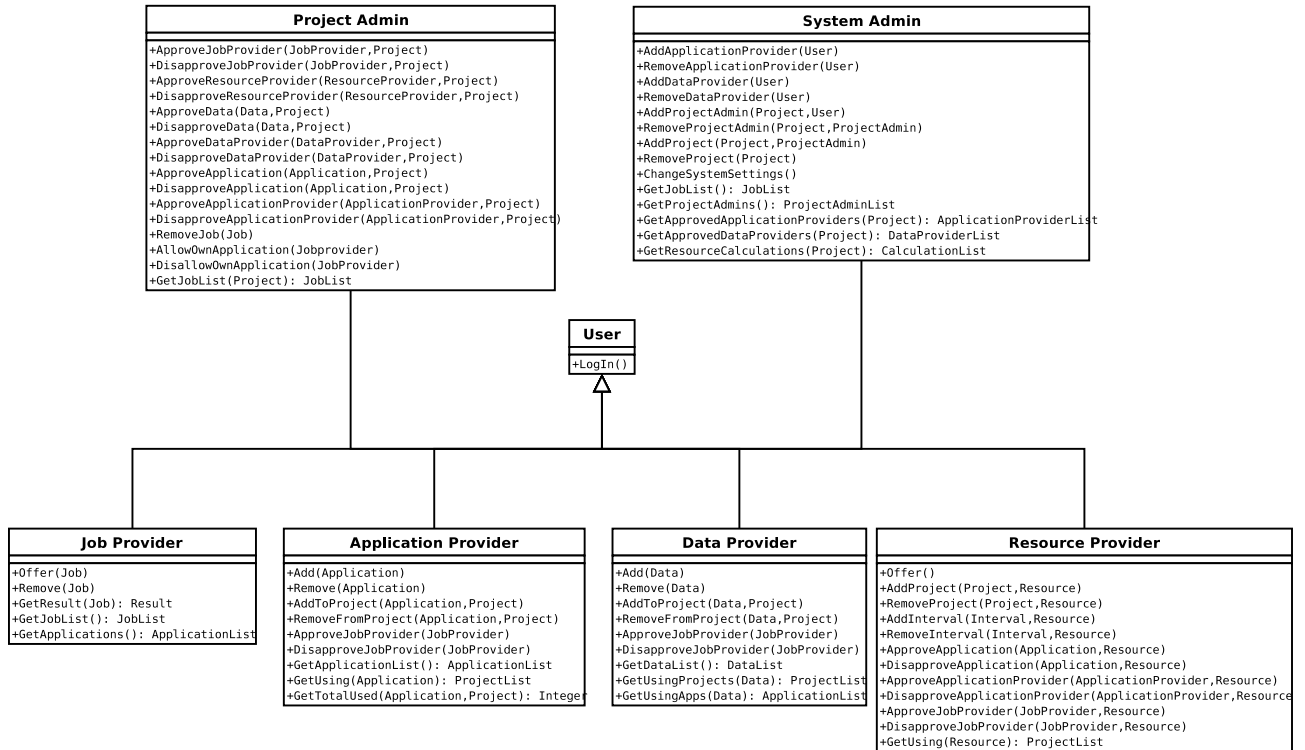 Project Admin
+ApproveJobProvider(JobProvider,Project)
+DisapproveJobProvider(JobProvider,Project)
+ApproveResourceProvider(ResourceProvider,Project)
+DisapproveResourceProvider(ResourceProvider,Project)
+ApproveData(Data,Project)
+DisapproveData(Data,Project)
+ApproveDataProvider(DataProvider,Project)
+DisapproveDataProvider(DataProvider,Project)
+ApproveApplication(Application,Project)
+DisapproveApplication(Application,Project)
+ApproveApplicationProvider(ApplicationProvider,Project)
+DisapproveApplicationProvider(ApplicationProvider,Project)
+RemoveJob(Job)
+AllowOwnApplication(Jobprovider)
+DisallowOwnApplication(JobProvider)
+GetJobList(Project): JobList
System Admin
+AddApplicationProvider(User)
+RemoveApplicationProvider(User)
+AddDataProvider(User)
+RemoveDataProvider(User)
+AddProjectAdmin(Project,User)
+RemoveProjectAdmin(Project,ProjectAdmin)
+AddProject(Project,ProjectAdmin)
+RemoveProject(Project)
+ChangeSystemSettings()
+GetJobList(): JobList
+GetProjectAdmins(): ProjectAdminList
+GetApprovedApplicationProviders(Project): ApplicationProviderList
+GetApprovedDataProviders(Project): DataProviderList
+GetResourceCalculations(Project): CalculationList
User
+LogIn()
Job Provider
+Offer(Job)
+Remove(Job)
+GetResult(Job): Result
+GetJobList(): JobList
+GetApplications(): ApplicationList
Application Provider
+Add(Application)
+Remove(Application)
+AddToProject(Application,Project)
+RemoveFromProject(Application,Project)
+ApproveJobProvider(JobProvider)
+DisapproveJobProvider(JobProvider)
+GetApplicationList(): ApplicationList
+GetUsing(Application): ProjectList
+GetTotalUsed(Application,Project): Integer
Data Provider
+Add(Data)
+Remove(Data)
+AddToProject(Data,Project)
+RemoveFromProject(Data,Project)
+ApproveJobProvider(JobProvider)
+DisapproveJobProvider(JobProvider)
+GetDataList(): DataList
+GetUsingProjects(Data): ProjectList
+GetUsingApps(Data): ApplicationList
Resource Provider
+Offer()
+AddProject(Project,Resource)
+RemoveProject(Project,Resource)
+AddInterval(Interval,Resource)
+RemoveInterval(Interval,Resource)
+ApproveApplication(Application,Resource)
+DisapproveApplication(Application,Resource)
+ApproveApplicationProvider(ApplicationProvider,Resource)
+DisapproveApplicationProvider(ApplicationProvider,Resource
+ApproveJobProvider(JobProvider,Resource)
+DisapproveJobProvider(JobProvider,Resource)
+GetUsing(Resource): ProjectList